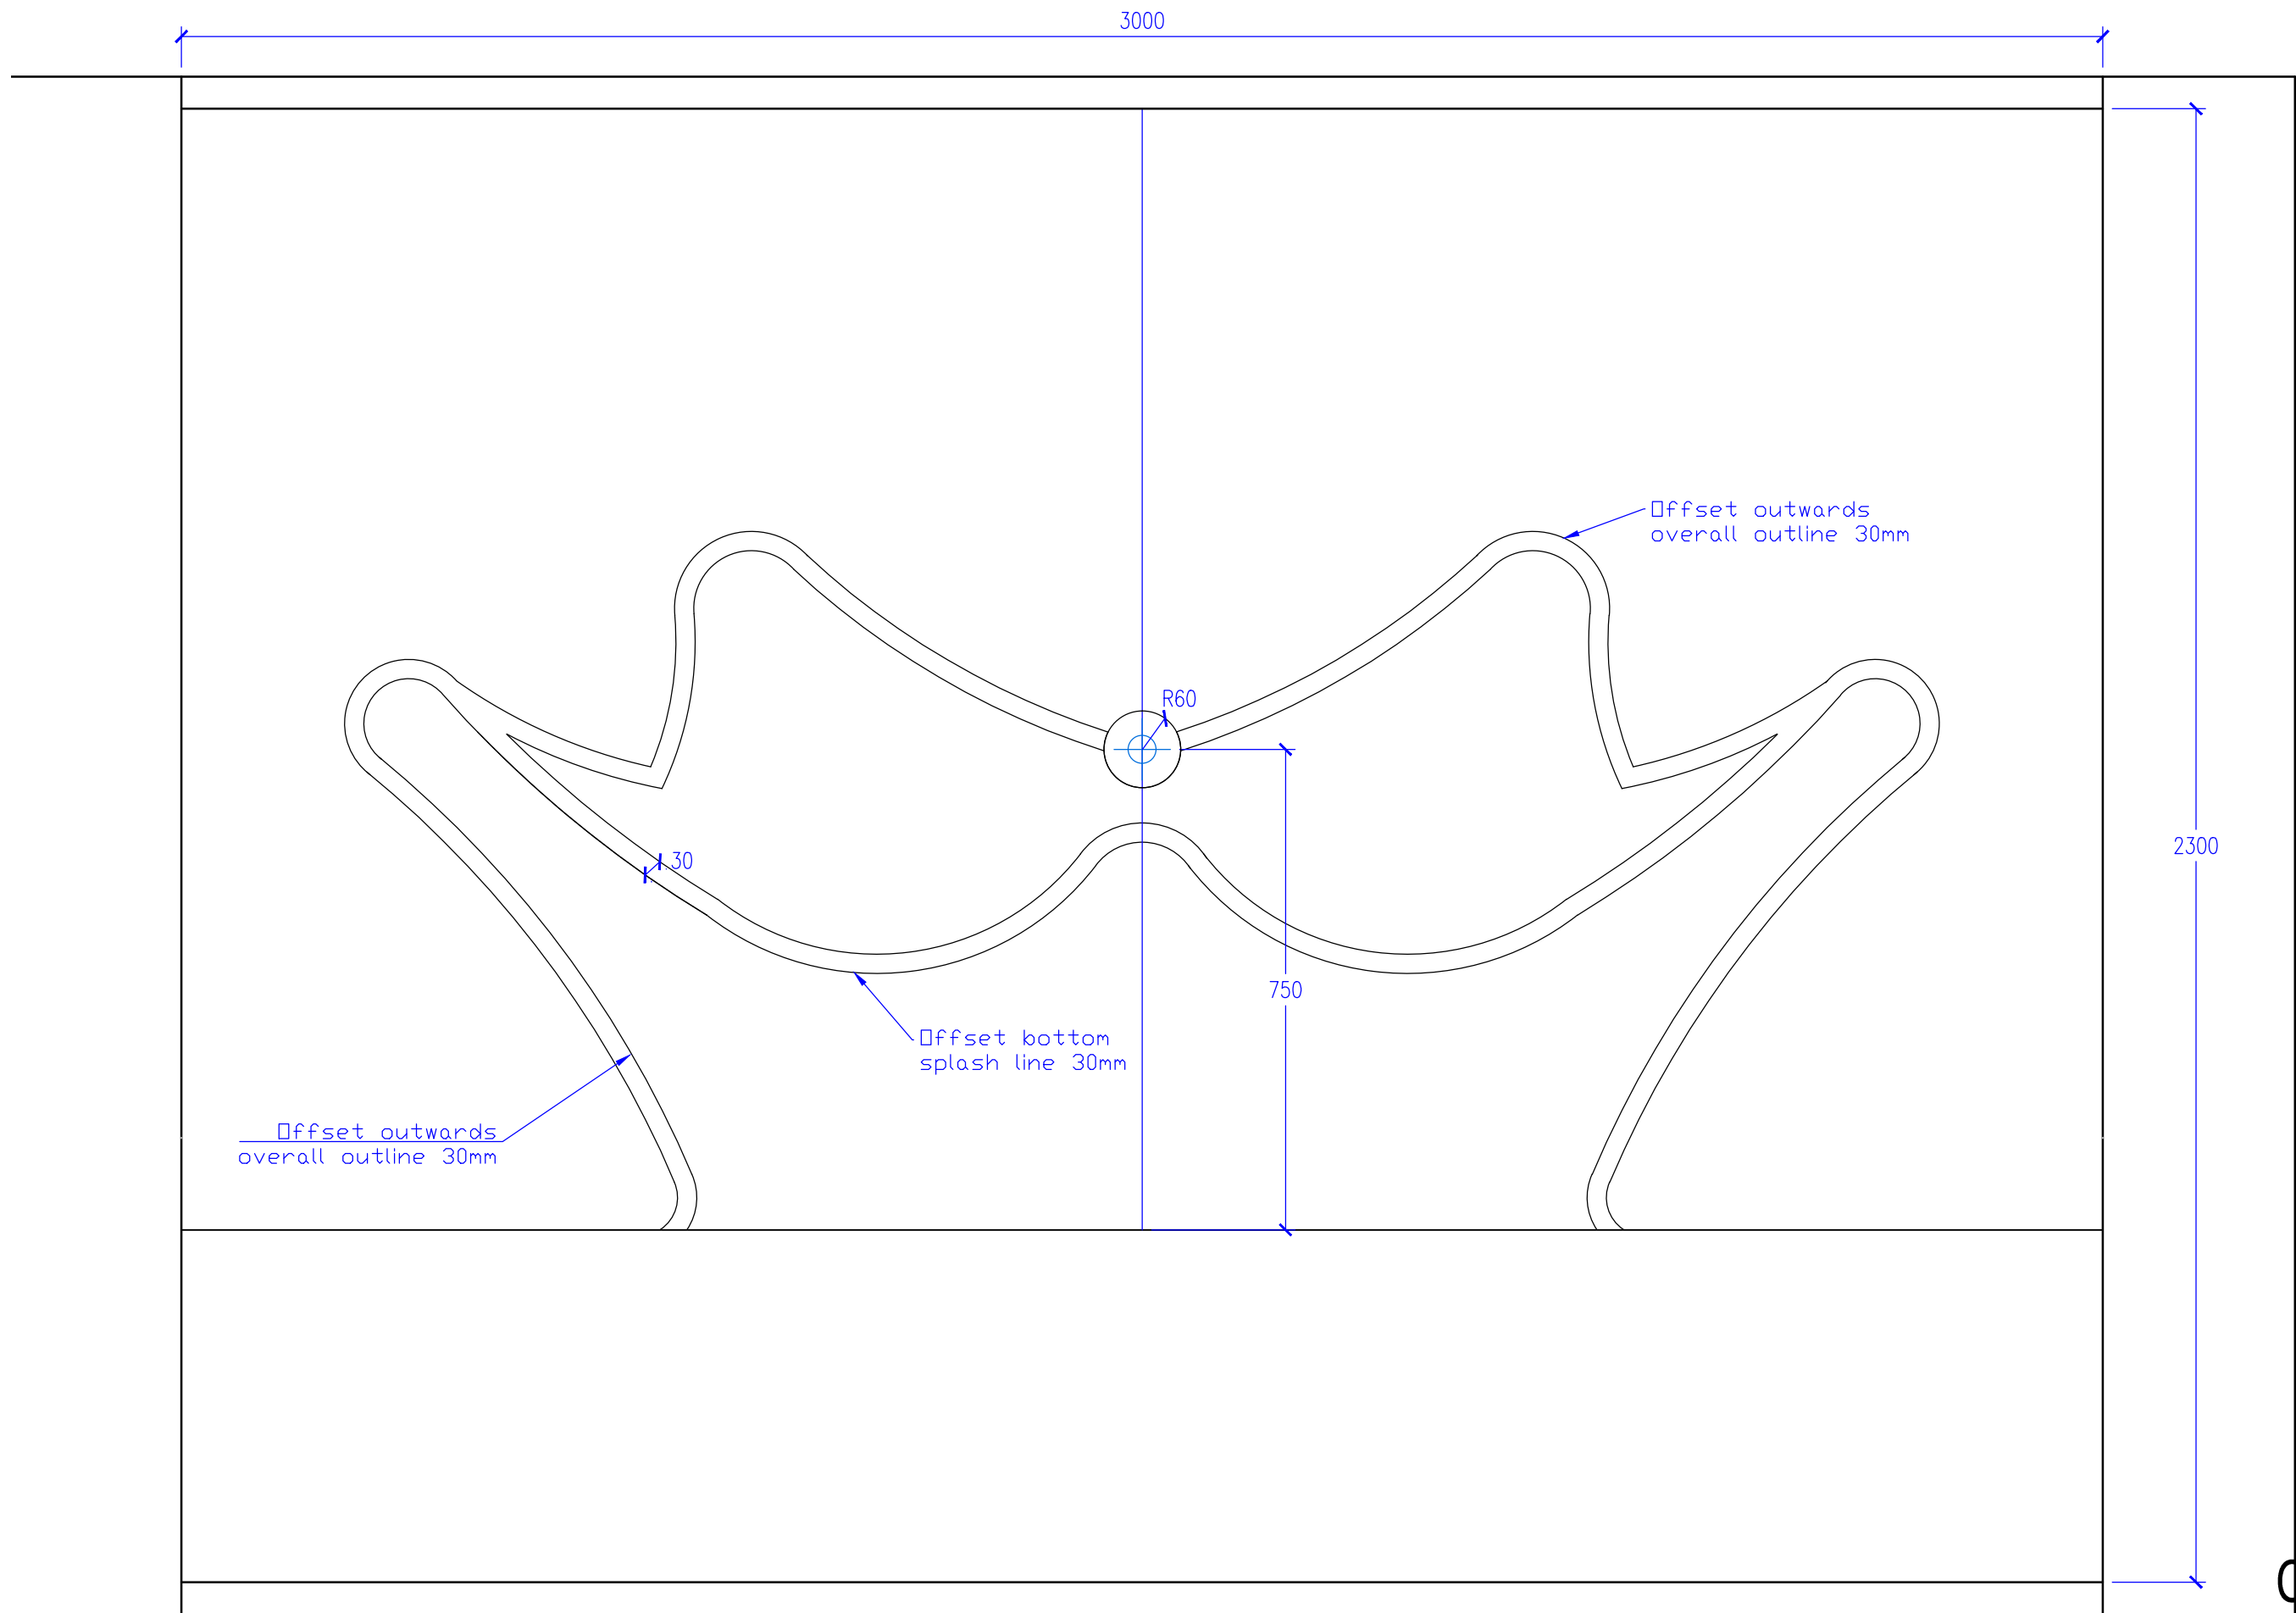 3000
Offset outwards
overall outline 30mm
R60
2300
30
750
Offset bottom
splash line 30mm
Offset outwards
overall outline 30mm